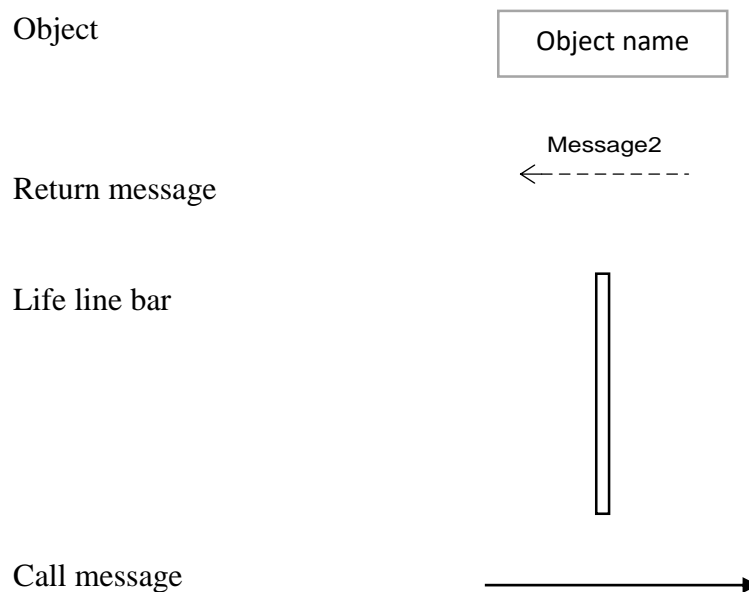 Object
Object name
Message2
Return message
Life line bar
Call message